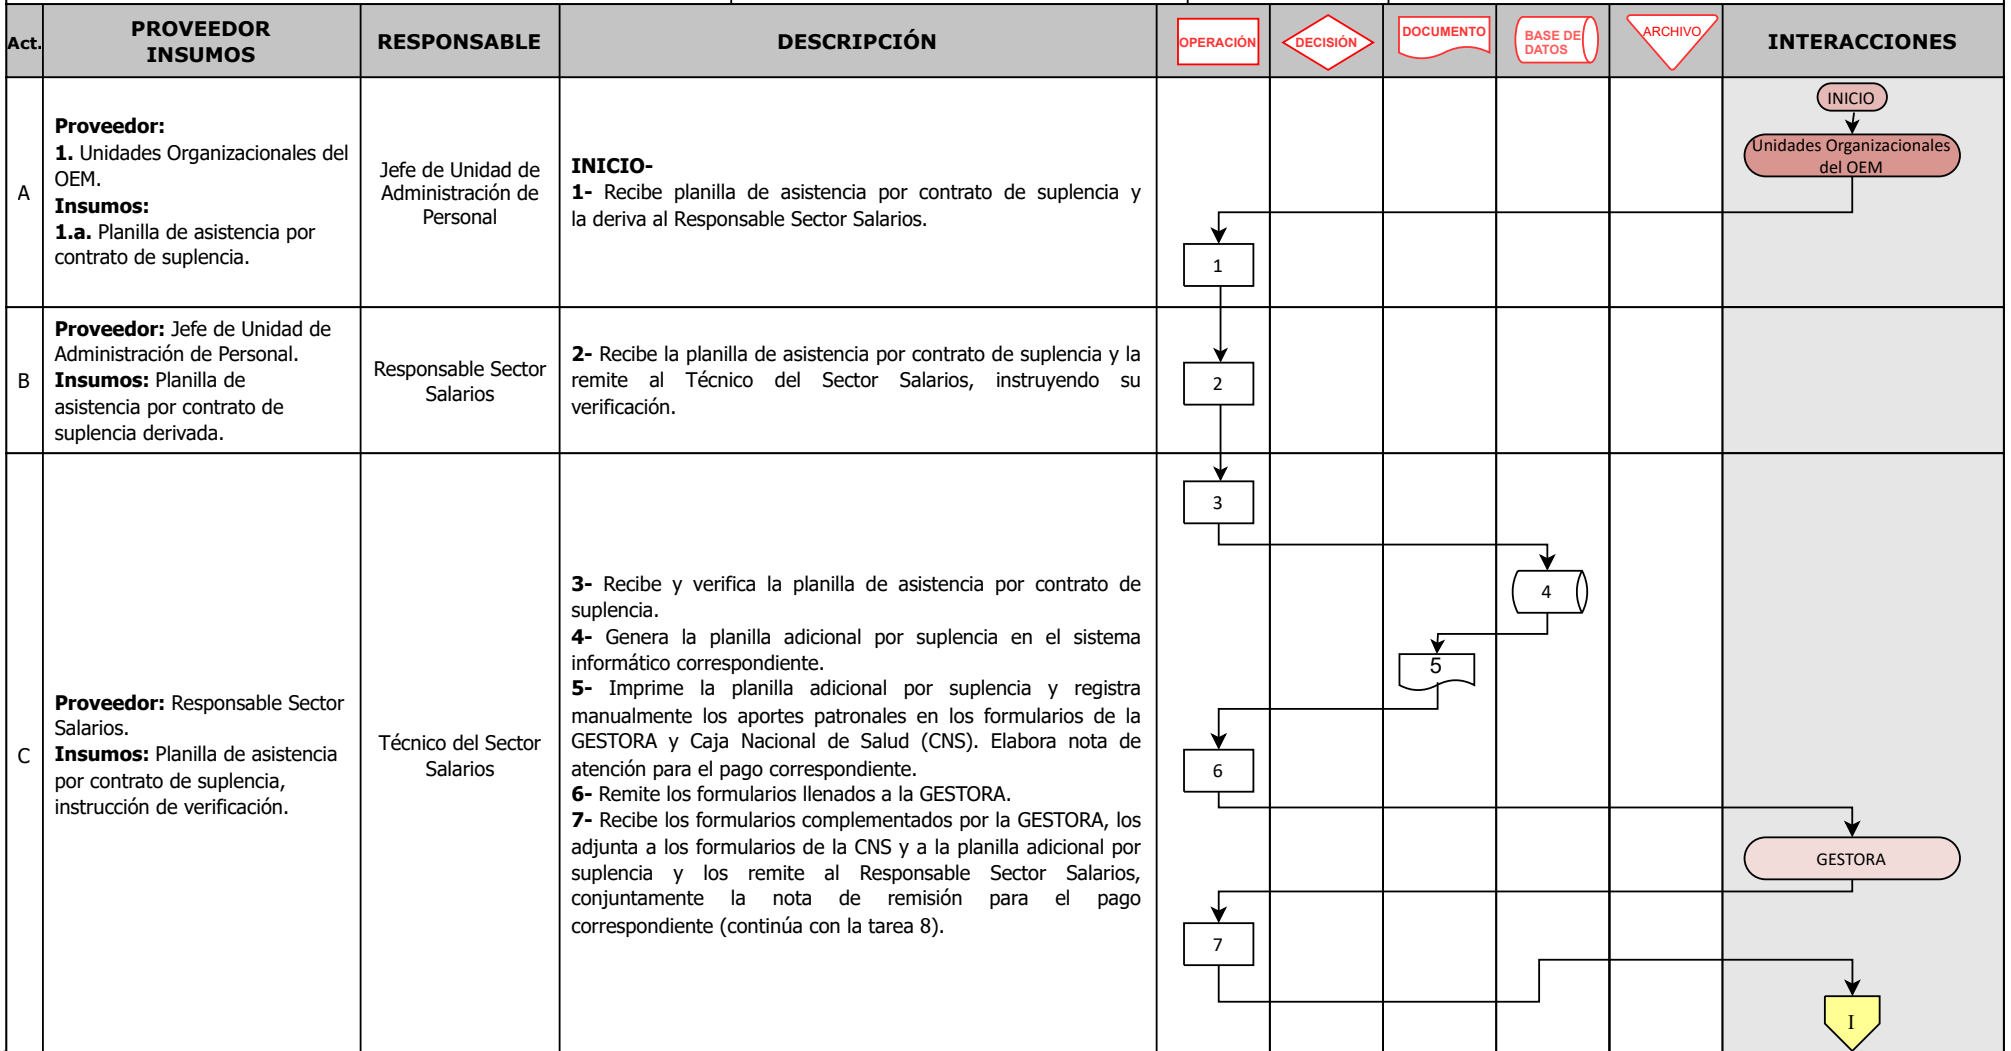 Act.
PROVEEDOR
INSUMOS
RESPONSABLE
DESCRIPCIÓN
OPERACIÓN
DECISIÓN
DOCUMENTO
BASE DE
DATOS
ARCHIVO
INTERACCIONES
A
Proveedor:
1. Unidades Organizacionales del
OEM.
Insumos:
1.a. Planilla de asistencia por
contrato de suplencia.
Jefe de Unidad de
Administración de
Personal
INICIO-
1- Recibe planilla de asistencia por contrato de suplencia y
la deriva al Responsable Sector Salarios.
1
INICIO
Unidades Organizacionales
del OEM
B
Proveedor: Jefe de Unidad de
Administración de Personal.
Insumos: Planilla de
asistencia por contrato de
suplencia derivada.
Responsable Sector
Salarios
2- Recibe la planilla de asistencia por contrato de suplencia y la
remite al Técnico del Sector Salarios, instruyendo su
verificación.
2
C
Proveedor: Responsable Sector
Salarios.
Insumos: Planilla de asistencia
por contrato de suplencia,
instrucción de verificación.
Técnico del Sector
Salarios
3- Recibe y verifica la planilla de asistencia por contrato de
suplencia.
4- Genera la planilla adicional por suplencia en el sistema
informático correspondiente.
5- Imprime la planilla adicional por suplencia y registra
manualmente los aportes patronales en los formularios de la
GESTORA y Caja Nacional de Salud (CNS). Elabora nota de
atención para el pago correspondiente.
6- Remite los formularios llenados a la GESTORA.
7- Recibe los formularios complementados por la GESTORA, los
adjunta a los formularios de la CNS y a la planilla adicional por
suplencia y los remite al Responsable Sector Salarios,
conjuntamente la nota de remisión para el pago
correspondiente (continúa con la tarea 8).
3
4
5
6
GESTORA
7
I